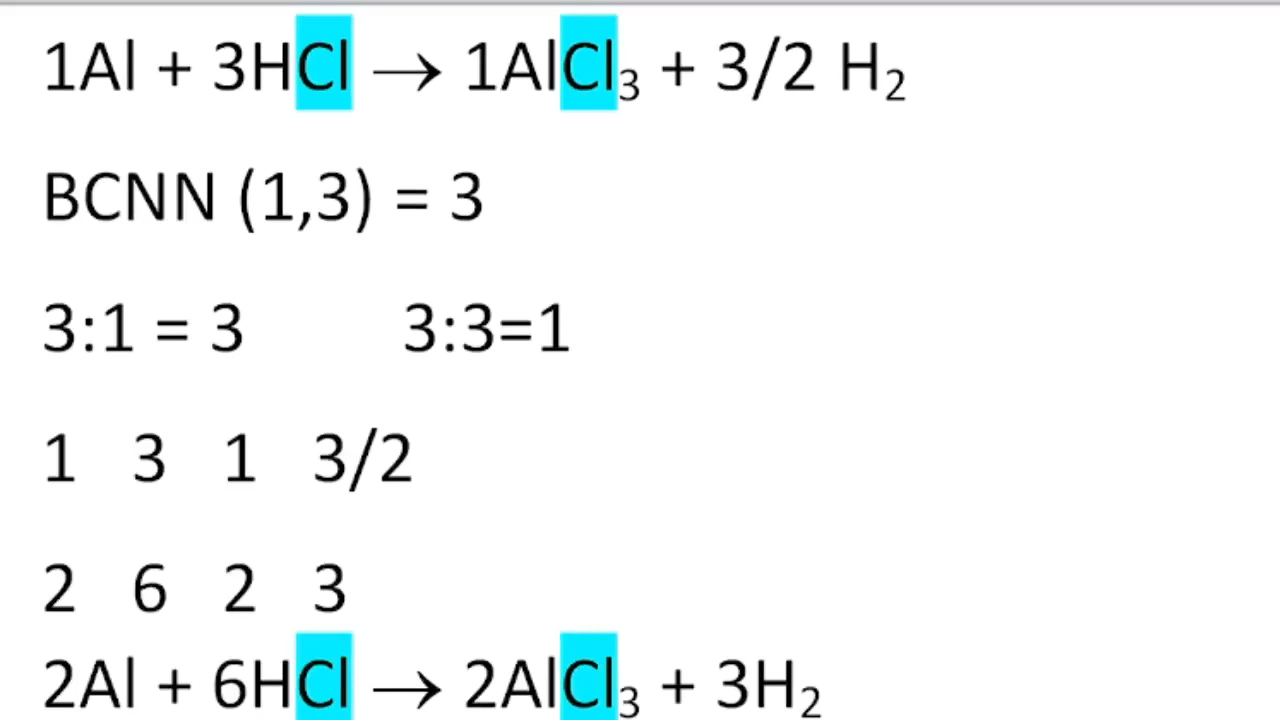 1Al + 3HCl → 1AlCl₃ + 3/2 H₂
BCNN (1,3) = 3
3:1 = 3 3:3=1
1 3 1 3/2
2 6 2 3
2Al + 6HCl → 2AlCl₃ + 3H₂